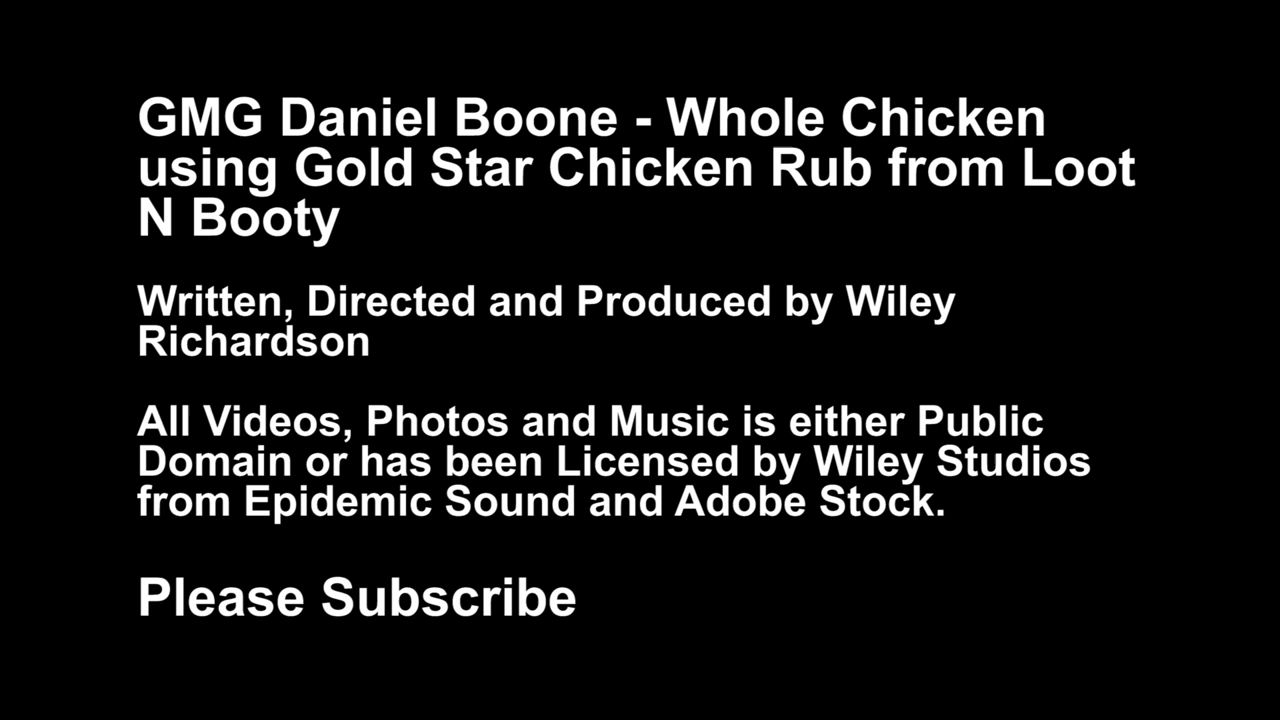 GMG Daniel Boone - Whole Chicken
using Gold Star Chicken Rub from Loot
N Booty
Written, Directed and Produced by Wiley
Richardson
All Videos, Photos and Music is either Public
Domain or has been Licensed by Wiley Studios
from Epidemic Sound and Adobe Stock.
Please Subscribe